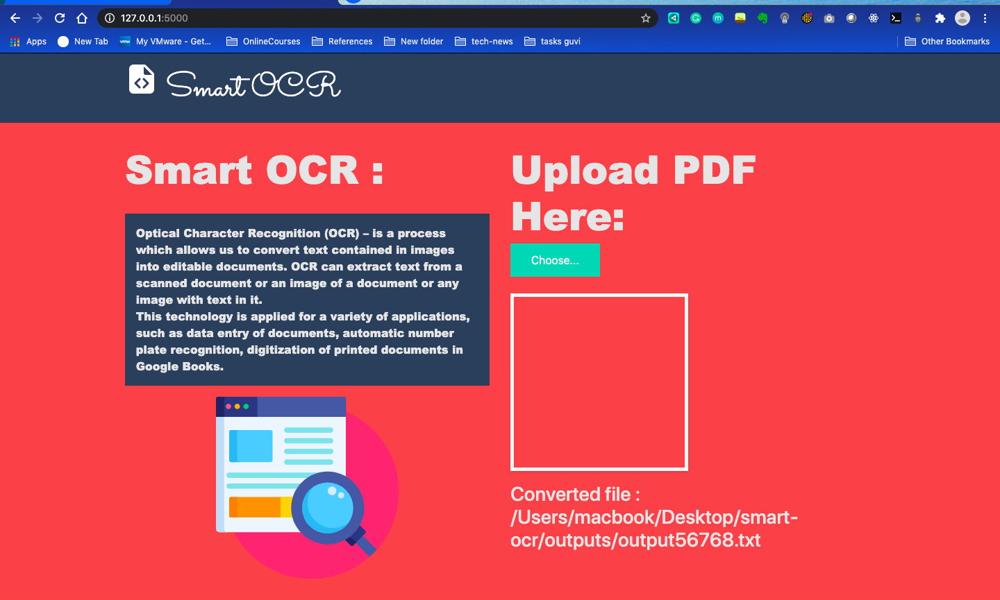 127.0.0.1:5000
Apps
New Tab
My VMware - Get...
OnlineCourses
References
New folder
tech-news
tasks guvi
Other Bookmarks
Smart OCR
Smart OCR :
Optical Character Recognition (OCR) – is a process
which allows us to convert text contained in images
into editable documents. OCR can extract text from a
scanned document or an image of a document or any
image with text in it.
This technology is applied for a variety of applications,
such as data entry of documents, automatic number
plate recognition, digitization of printed documents in
Google Books.
Upload PDF
Here:
Choose...
Converted file :
/Users/macbook/Desktop/smart-
ocr/outputs/output56768.txt